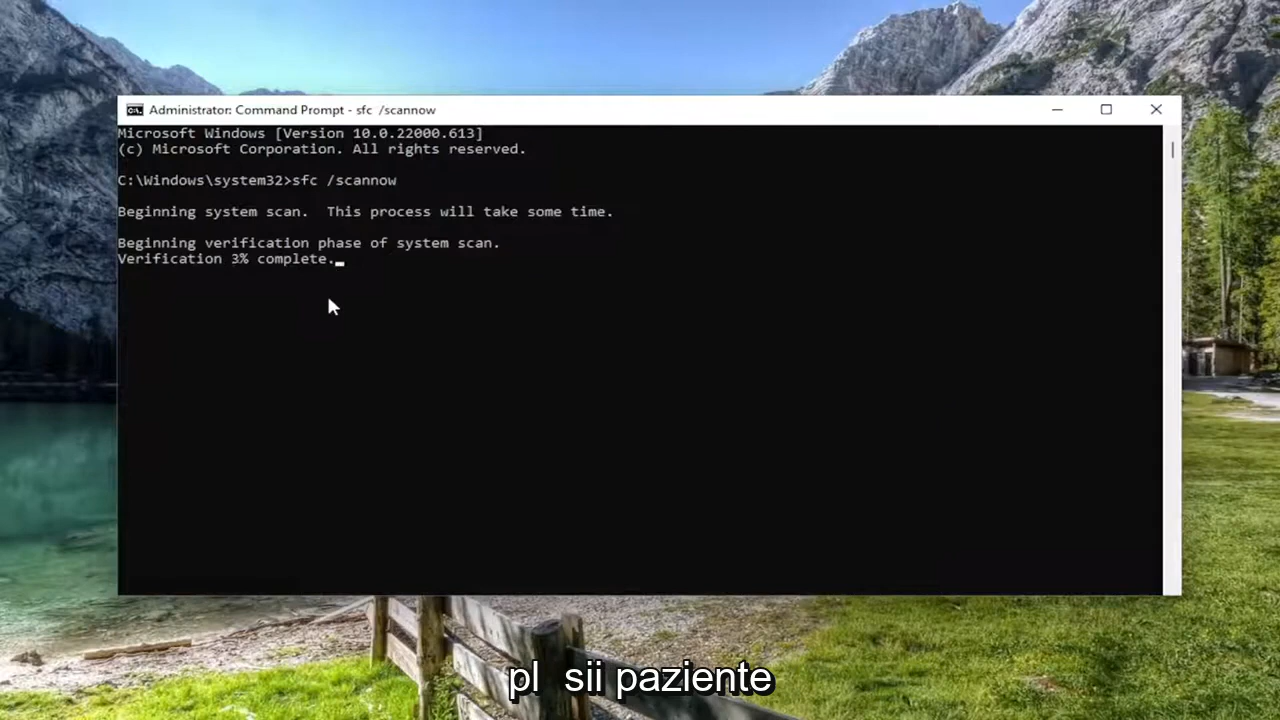 Administrator: Command Prompt - sfc /scannow
Microsoft Windows [Version 10.0.22000.613]
(c) Microsoft Corporation. All rights reserved.
C:\Windows\system32>sfc /scannow
Beginning system scan.  This process will take some time.
Beginning verification phase of system scan.
Verification 3% complete.
pl  sii paziente